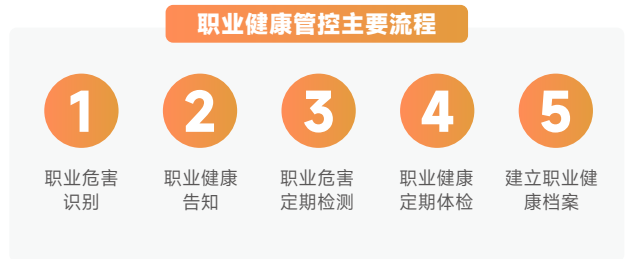 职业健康管控主要流程
1
2
3
4
5
职业危害
识别
职业健康
告知
职业危害
定期检测
职业健康
定期体检
建立职业健
康档案